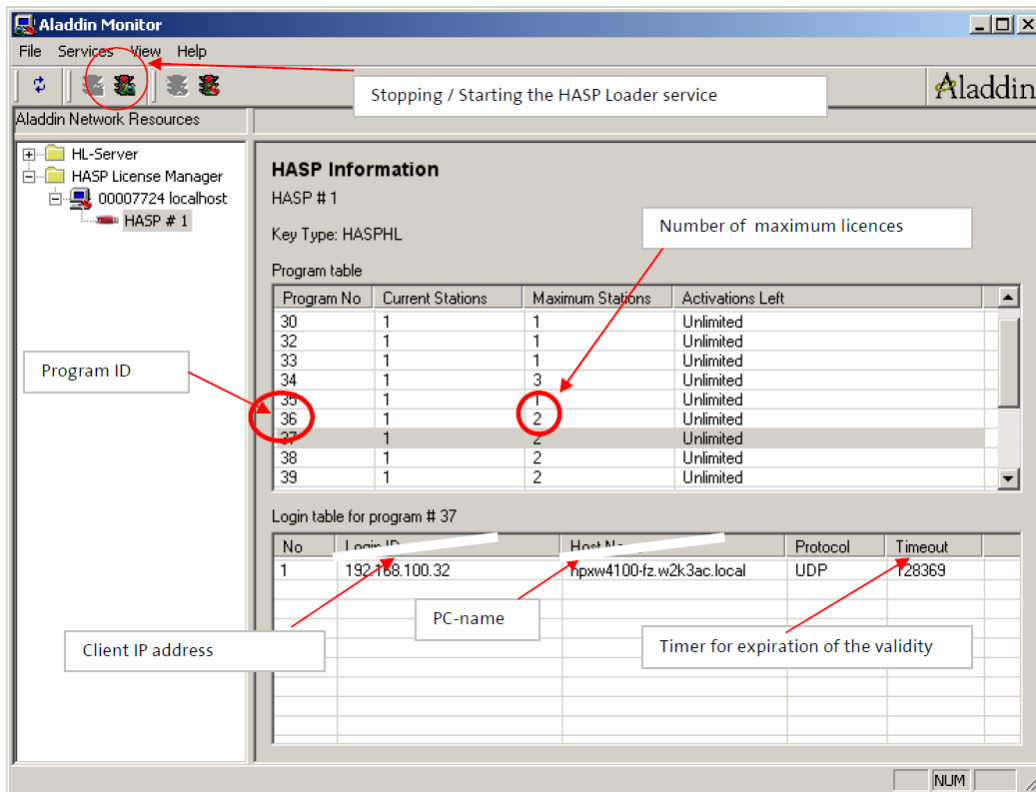 Aladdin Monitor
File Services View Help
Stopping / Starting the HASP Loader service
Aladdin
Aladdin Network Resources
HL-Server
HASP License Manager
00007724 localhost
HASP # 1
HASP Information
HASP # 1
Key Type: HASPHL
Number of maximum licences
Program table
Program No Current Stations Maximum Stations Activations Left
30 1 1 Unlimited
32 1 1 Unlimited
33 1 1 Unlimited
34 1 3 Unlimited
35 1 1 Unlimited
36 1 2 Unlimited
37 1 2 Unlimited
38 1 2 Unlimited
39 1 2 Unlimited
Program ID
Login table for program # 37
No Login ID Host Name Protocol Timeout
1 192.168.100.32 hpxw4100-fz.w2k3ac.local UDP 128369
PC-name
Client IP address
Timer for expiration of the validity
NUM